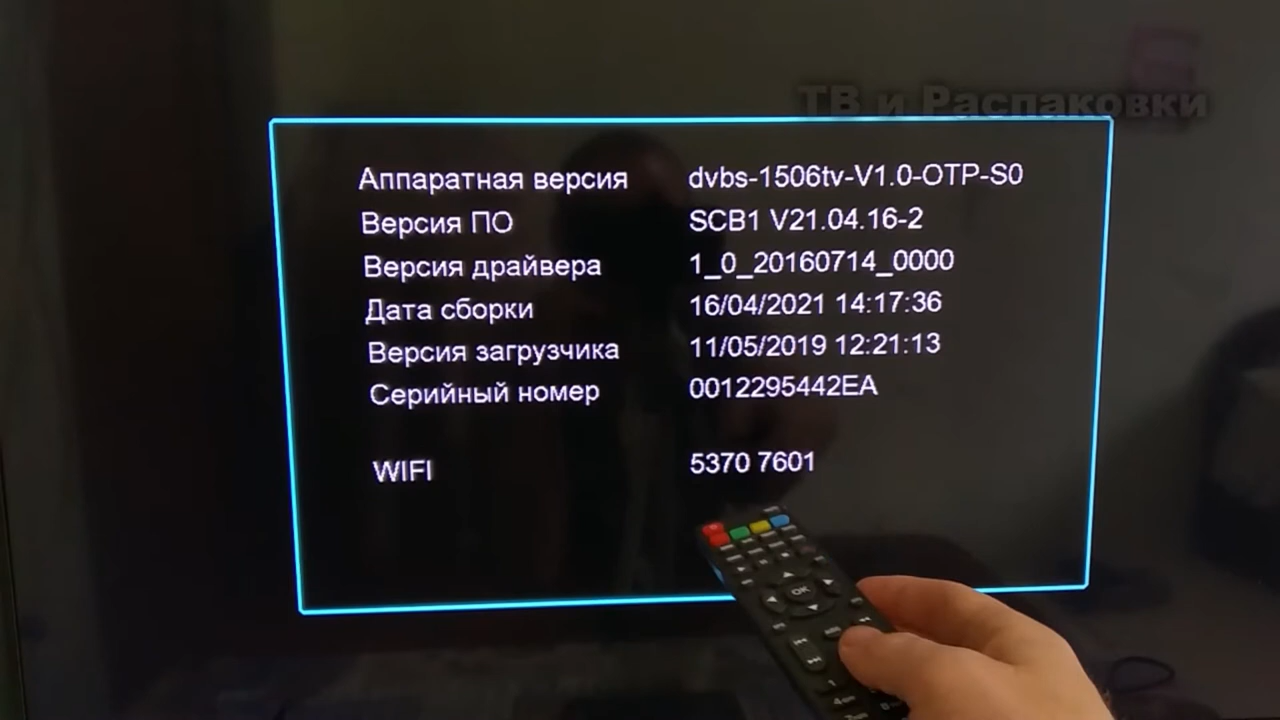 ТВ и Распаковки
Аппаратная версия dvbs-1506tv-V1.0-OTP-S0
Версия ПО SCB1 V21.04.16-2
Версия драйвера 1_0_20160714_0000
Дата сборки 16/04/2021 14:17:36
Версия загрузчика 11/05/2019 12:21:13
Серийный номер 0012295442EA
WIFI 5370 7601
OK